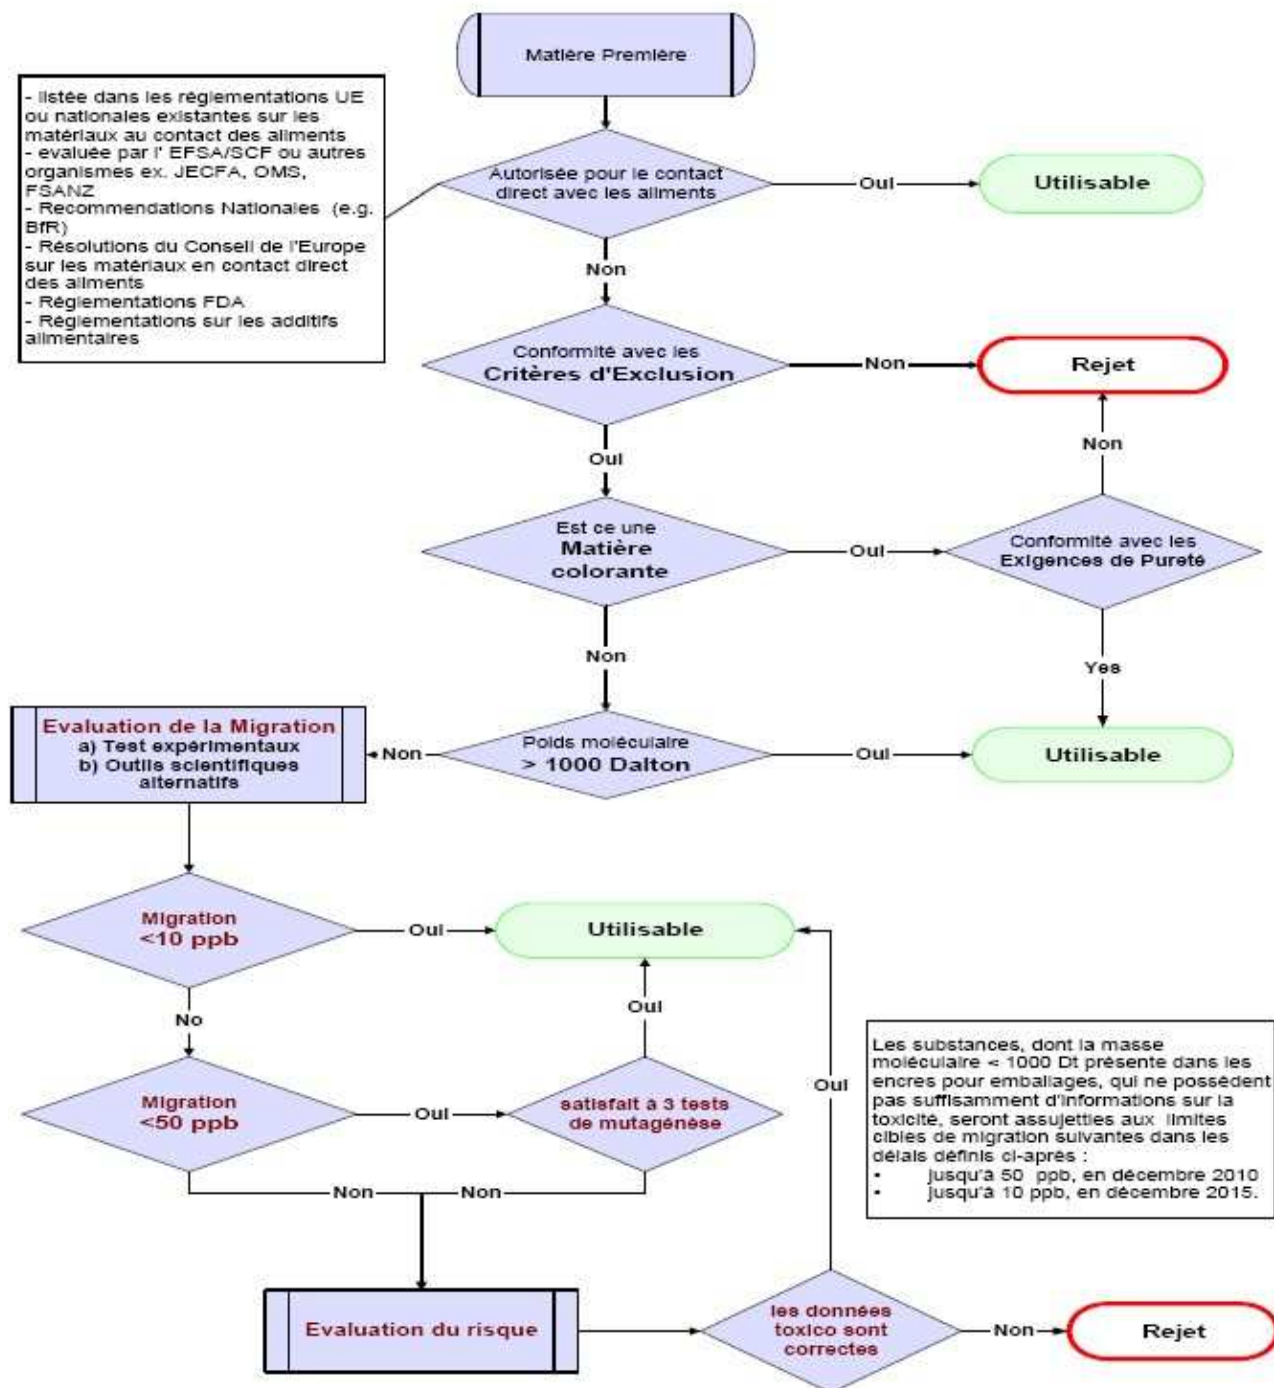 Matière Première
- listée dans les réglementations UE
ou nationales existantes sur les
matériaux au contact des aliments
- evaluée par l' EFSA/SCF ou autres
organismes ex. JECFA, OMS,
FSANZ
- Recommendations Nationales (e.g.
BfR)
- Résolutions du Conseil de l'Europe
sur les matériaux en contact direct
des aliments
- Réglementations FDA
- Réglementations sur les additifs
alimentaires
Autorisée pour le contact
direct avec les aliments
Oui
Utilisable
Non
Conformité avec les
Critères d'Exclusion
Non
Rejet
Oui
Non
Est ce une
Matière
colorante
Oui
Conformité avec les
Exigences de Pureté
Non
Yes
Evaluation de la Migration
a) Test expérimentaux
b) Outils scientifiques
alternatifs
Non
Poids moléculaire
> 1000 Dalton
Oui
Utilisable
Migration
<10 ppb
Oui
Utilisable
No
Oui
Migration
<50 ppb
Oui
satisfait à 3 tests
de mutagénèse
Oui
Les substances, dont la masse
moléculaire < 1000 Dt présente dans les
encres pour emballages, qui ne possèdent
pas suffisamment d'informations sur la
toxicité, seront assujetties aux limites
cibles de migration suivantes dans les
délais définis ci-après :
• jusqu'à 50 ppb, en décembre 2010
• jusqu'à 10 ppb, en décembre 2015.
Non
Non
Evaluation du risque
les données
toxico sont
correctes
Non
Rejet